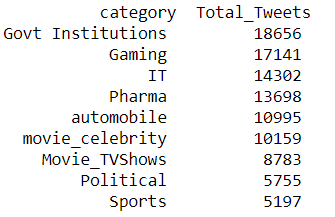 category Total_Tweets
Govt Institutions 18656
Gaming 17141
IT 14302
Pharma 13698
automobile 10995
movie_celebrity 10159
Movie_TVShows 8783
Political 5755
Sports 5197